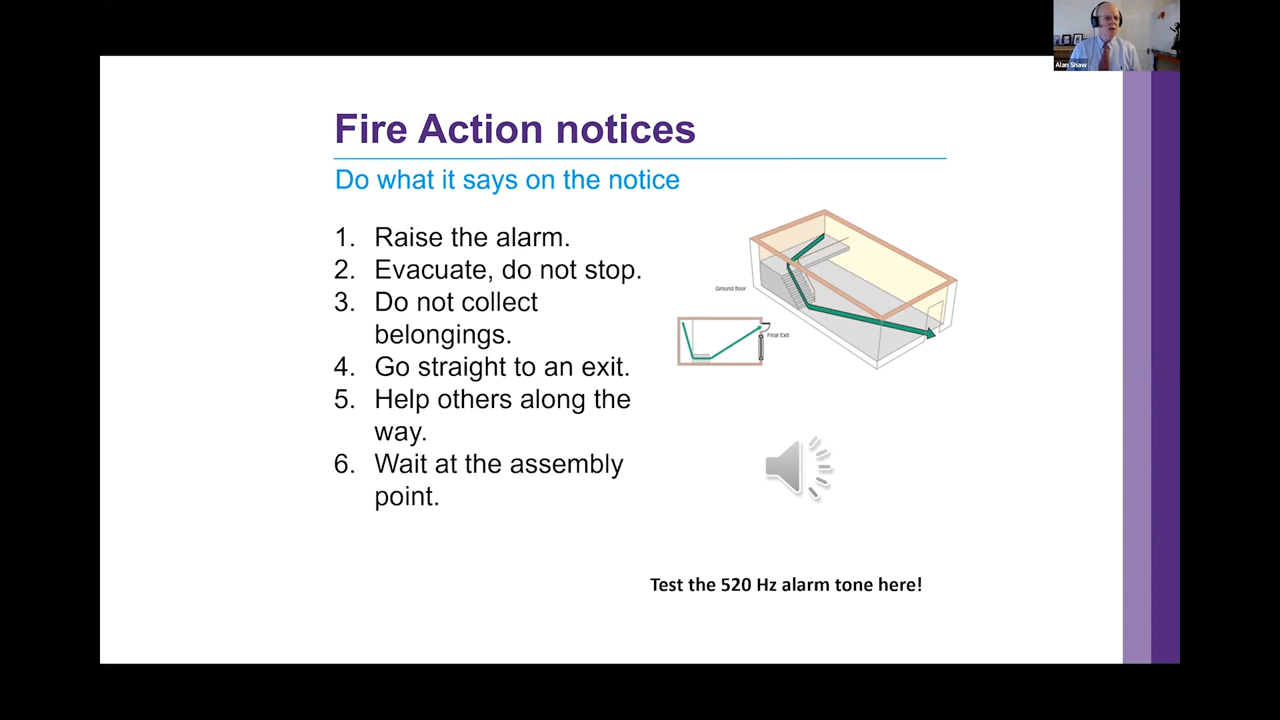 Alan Shaw
Fire Action notices
Do what it says on the notice
1. Raise the alarm.
2. Evacuate, do not stop.
3. Do not collect
belongings.
4. Go straight to an exit.
5. Help others along the
way.
6. Wait at the assembly
point.
Ground floor
Final Exit
Test the 520 Hz alarm tone here!